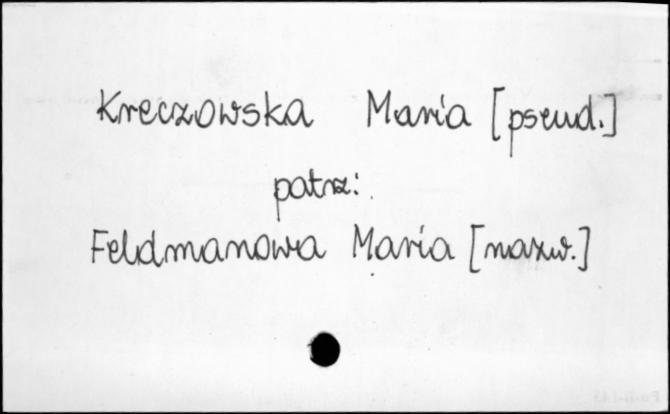 Kreczowska Maria [pseud.]
patrz:
Feldmanowa Maria [nazw.]